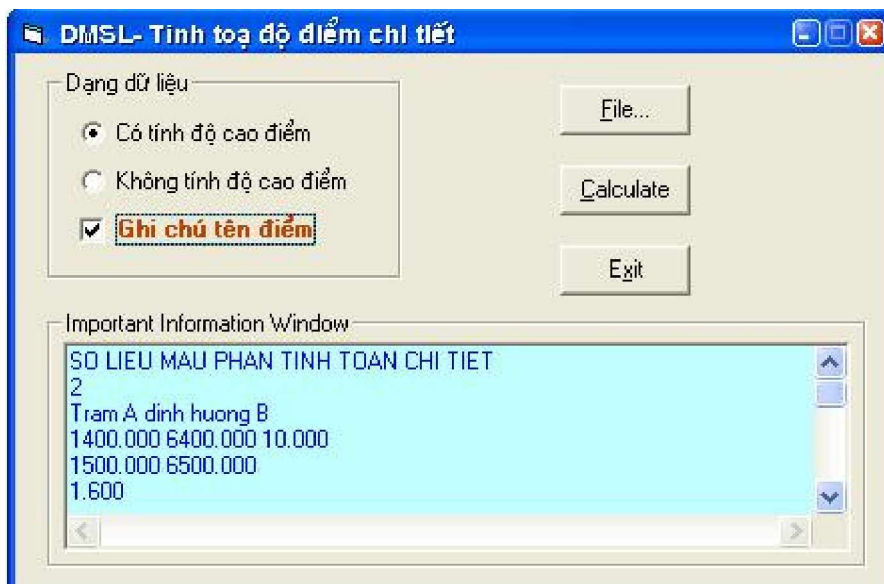 DMSL- Tính toạ độ điểm chi tiết
Dạng dữ liệu
Có tính độ cao điểm
Không tính độ cao điểm
Ghi chú tên điểm
File...
Calculate
Exit
Important Information Window
SO LIEU MAU PHAN TINH TOAN CHI TIET
2
Tram A dinh huong B
1400.000 6400.000 10.000
1500.000 6500.000
1.600